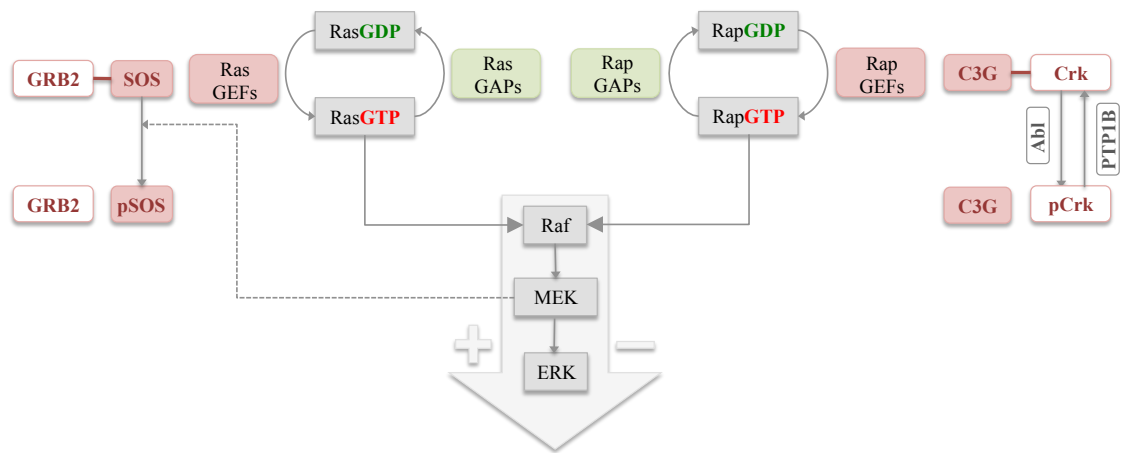 RasGDP
RapGDP
GRB2
SOS
Ras
GEFs
Ras
GAPs
Rap
GAPs
Rap
GEFs
C3G
Crk
RasGTP
RapGTP
Abl
PTP1B
GRB2
pSOS
C3G
pCrk
Raf
MEK
+
−
ERK